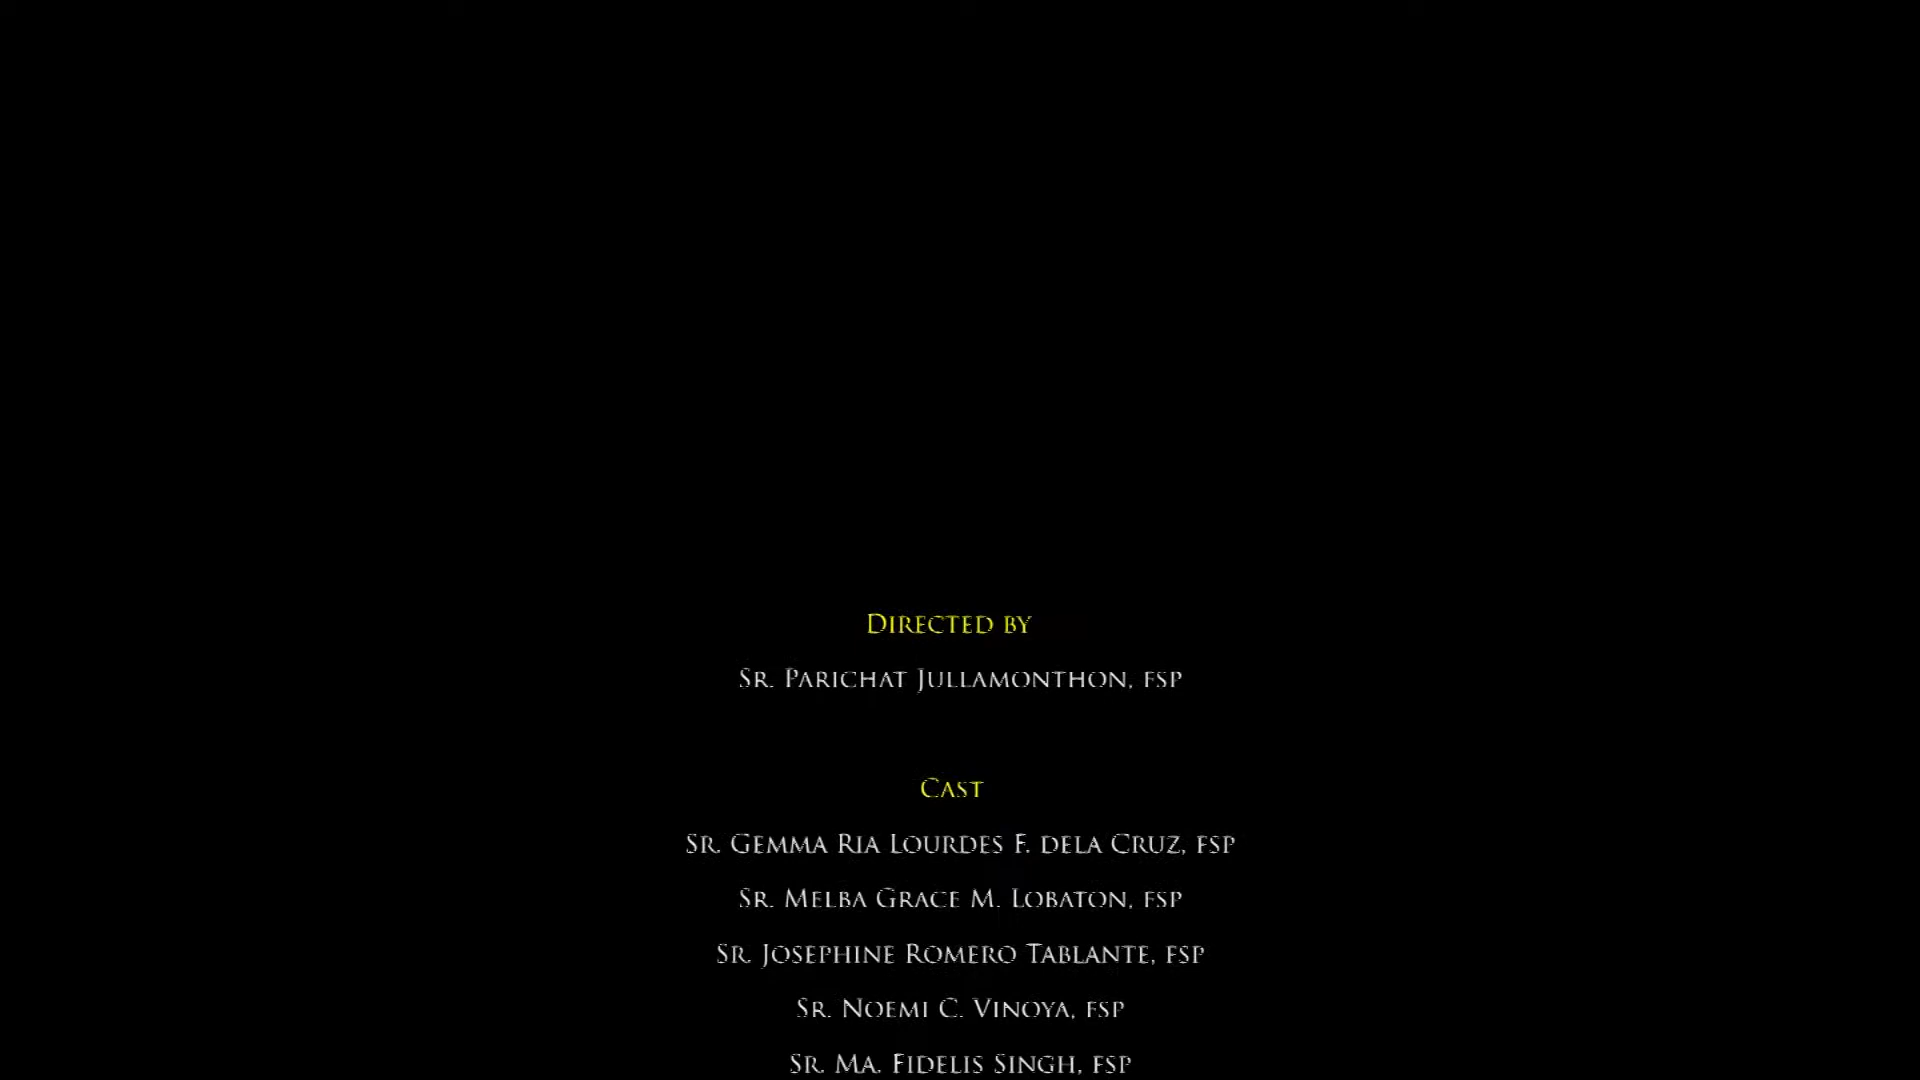 Directed by
Sr. Parichat Jullamonthon, fsp
Cast
Sr. Gemma Ria Lourdes F. dela Cruz, fsp
Sr. Melba Grace M. Lobaton, fsp
Sr. Josephine Romero Tablante, fsp
Sr. Noemi C. Vinoya, fsp
Sr. Ma. Fidelis Singh, fsp